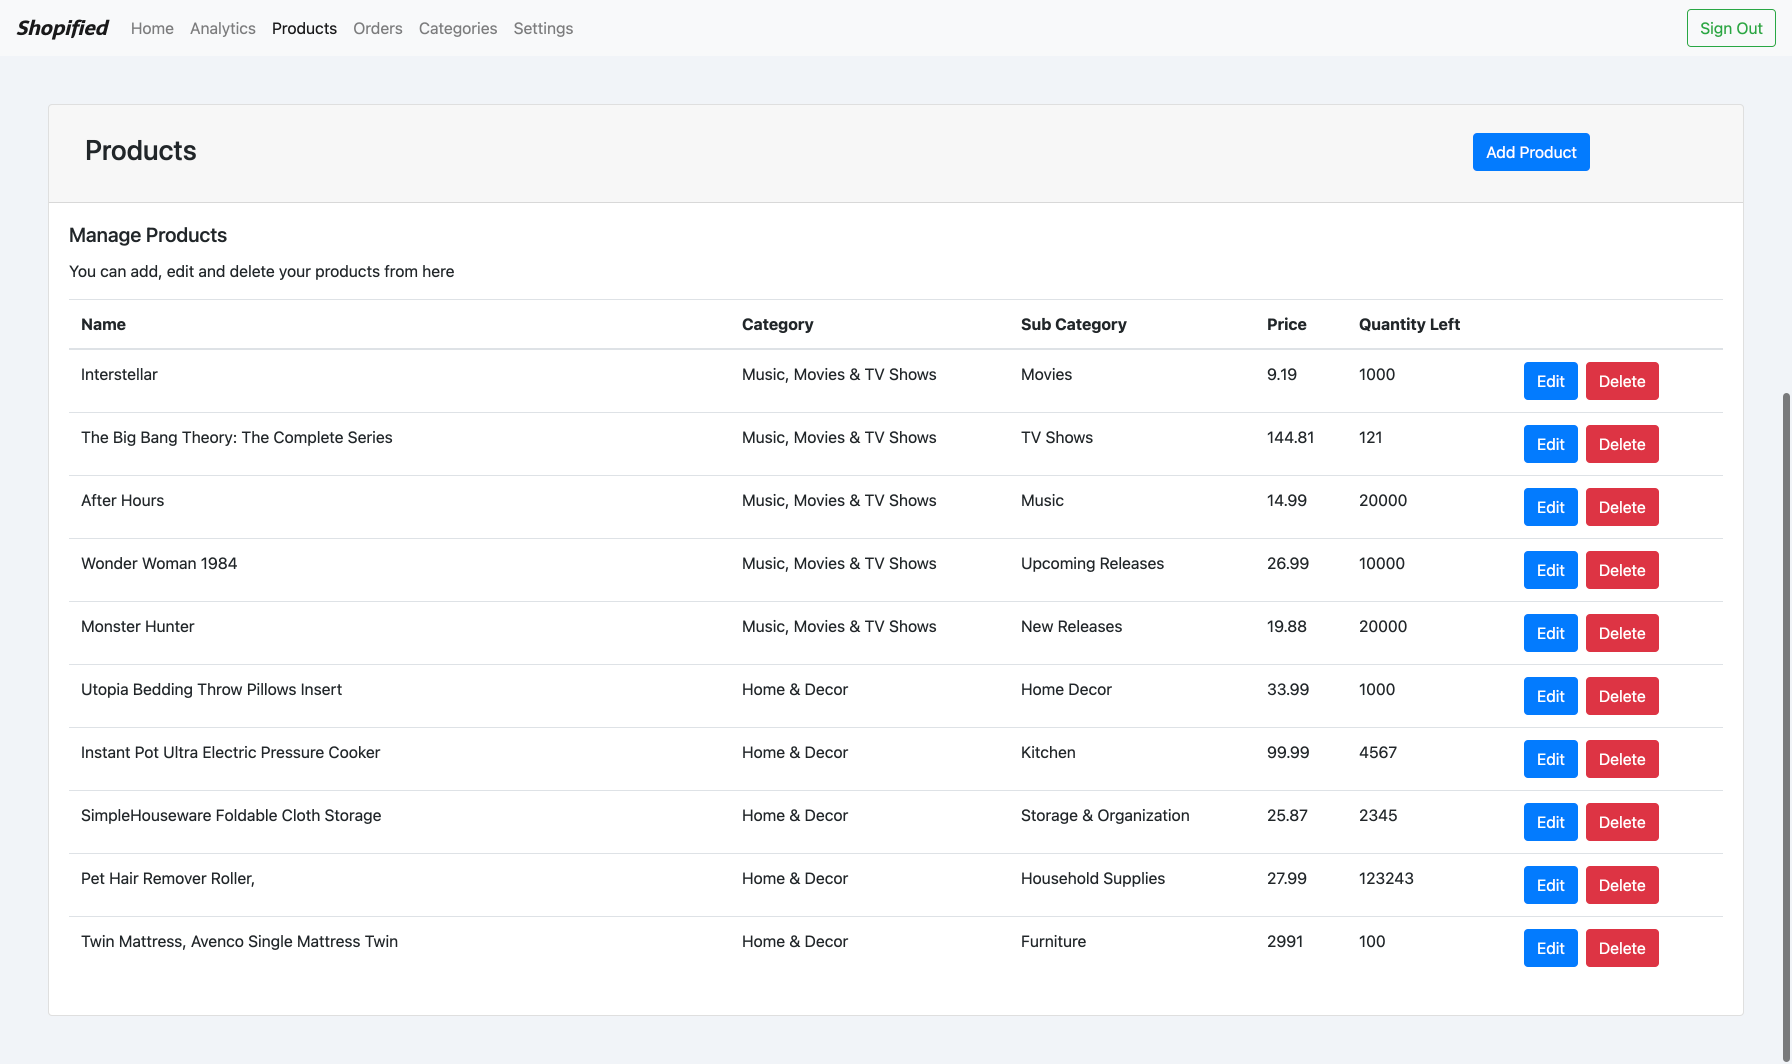 Shopified Home Analytics Products Orders Categories Settings Sign Out
Products Add Product
Manage Products
You can add, edit and delete your products from here
Name Category Sub Category Price Quantity Left
Interstellar Music, Movies & TV Shows Movies 9.19 1000 Edit Delete
The Big Bang Theory: The Complete Series Music, Movies & TV Shows TV Shows 144.81 121 Edit Delete
After Hours Music, Movies & TV Shows Music 14.99 20000 Edit Delete
Wonder Woman 1984 Music, Movies & TV Shows Upcoming Releases 26.99 10000 Edit Delete
Monster Hunter Music, Movies & TV Shows New Releases 19.88 20000 Edit Delete
Utopia Bedding Throw Pillows Insert Home & Decor Home Decor 33.99 1000 Edit Delete
Instant Pot Ultra Electric Pressure Cooker Home & Decor Kitchen 99.99 4567 Edit Delete
SimpleHouseware Foldable Cloth Storage Home & Decor Storage & Organization 25.87 2345 Edit Delete
Pet Hair Remover Roller, Home & Decor Household Supplies 27.99 123243 Edit Delete
Twin Mattress, Avenco Single Mattress Twin Home & Decor Furniture 2991 100 Edit Delete